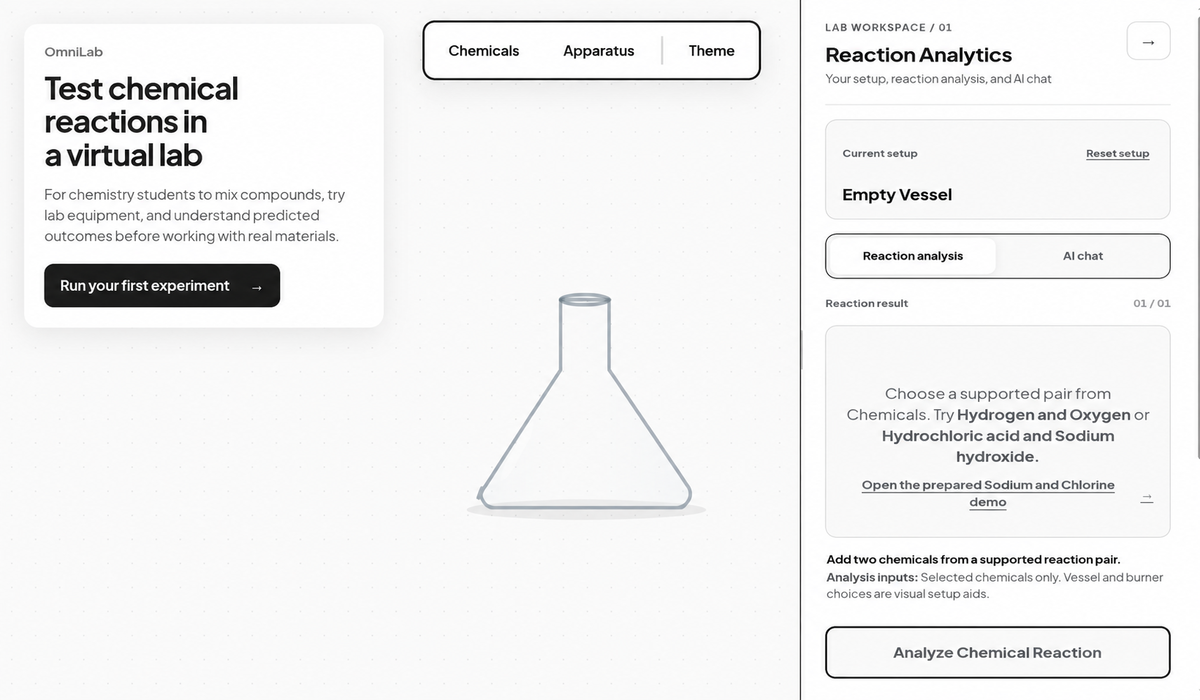 OmniLab
Test chemical
reactions in
a virtual lab
For chemistry students to mix compounds, try
lab equipment, and understand predicted
outcomes before working with real materials.
Run your first experiment →
Chemicals Apparatus Theme
LAB WORKSPACE / 01
Reaction Analytics
Your setup, reaction analysis, and AI chat
→
Current setup Reset setup
Empty Vessel
Reaction analysis AI chat
Reaction result 01 / 01
Choose a supported pair from
Chemicals. Try Hydrogen and Oxygen or
Hydrochloric acid and Sodium
hydroxide.
Open the prepared Sodium and Chlorine
demo →
Add two chemicals from a supported reaction pair.
Analysis inputs: Selected chemicals only. Vessel and burner
choices are visual setup aids.
Analyze Chemical Reaction